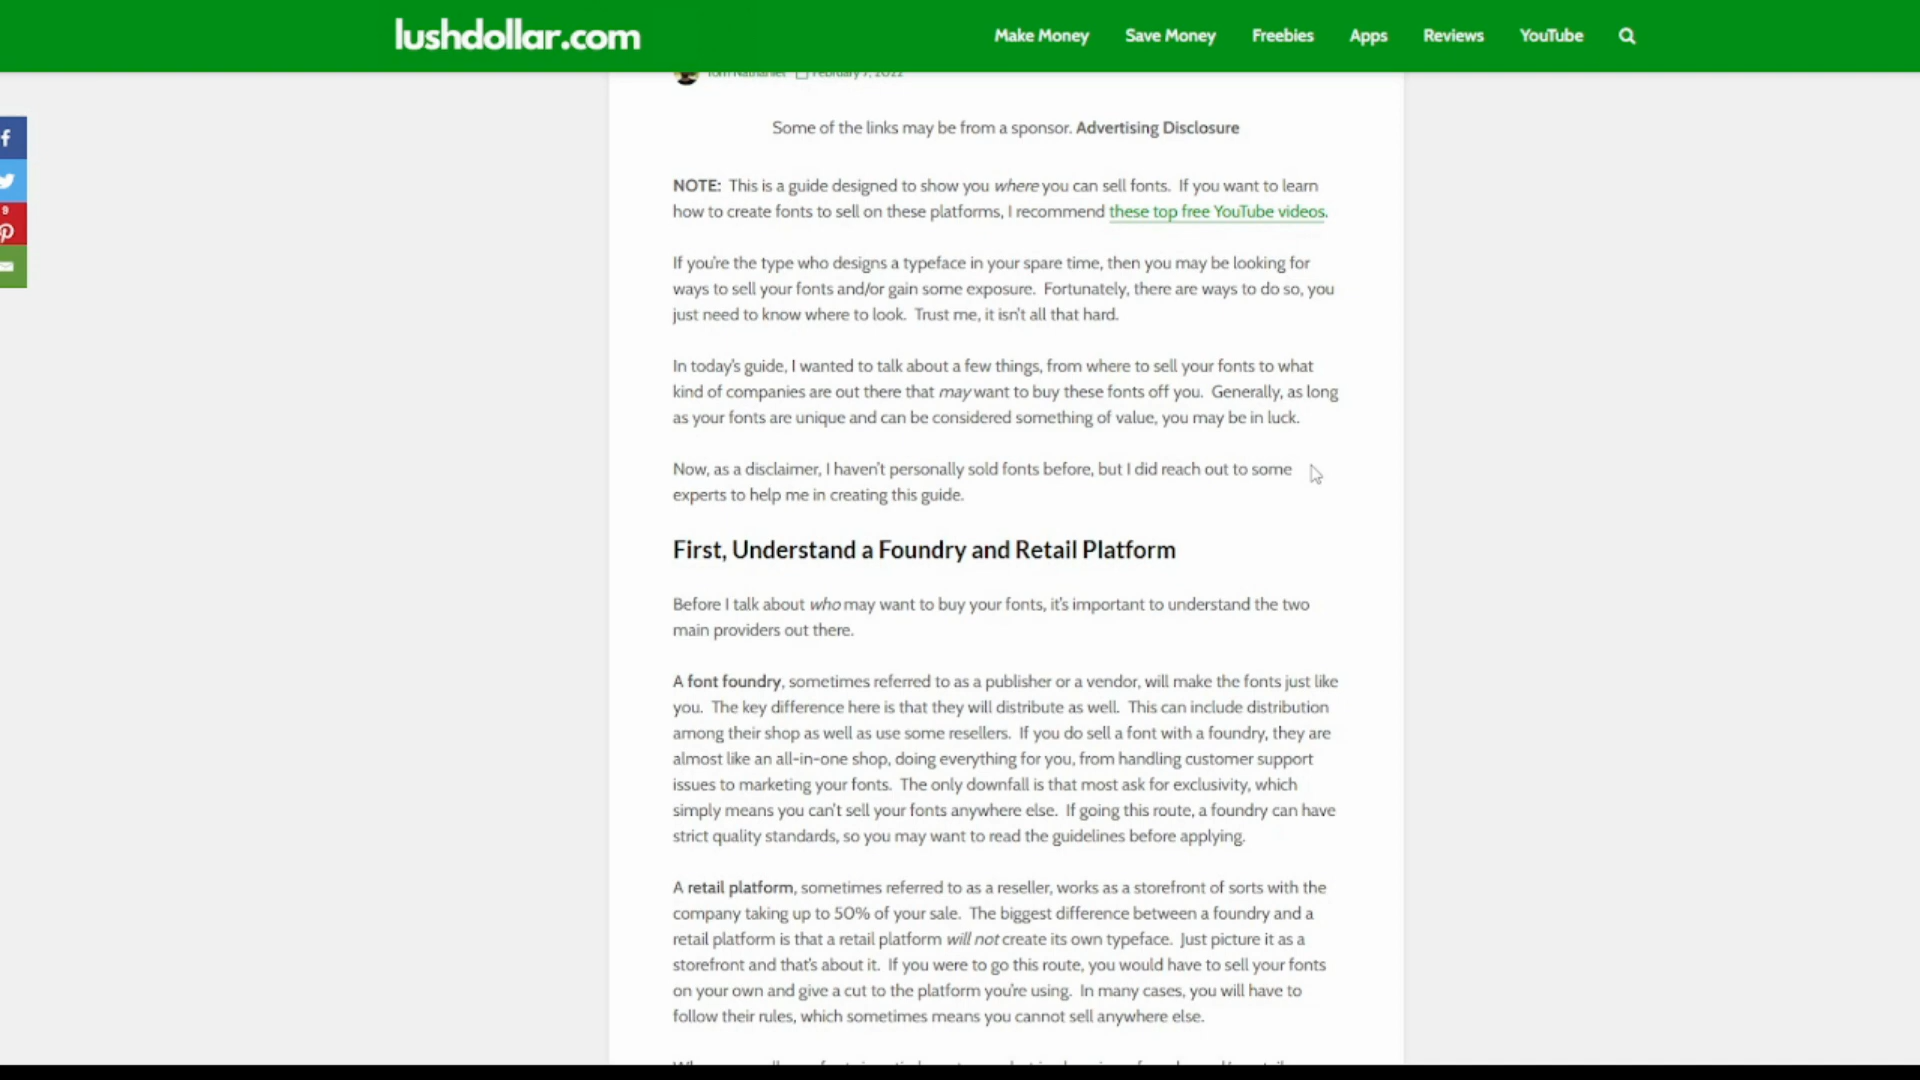 lushdollar.com
Make Money
Save Money
Freebies
Apps
Reviews
YouTube
Tom Nathaniel February 7, 2022
Some of the links may be from a sponsor. Advertising Disclosure
9
NOTE: This is a guide designed to show you where you can sell fonts. If you want to learn
how to create fonts to sell on these platforms, I recommend these top free YouTube videos.
If you're the type who designs a typeface in your spare time, then you may be looking for
ways to sell your fonts and/or gain some exposure. Fortunately, there are ways to do so, you
just need to know where to look. Trust me, it isn't all that hard.
In today's guide, I wanted to talk about a few things, from where to sell your fonts to what
kind of companies are out there that may want to buy these fonts off you. Generally, as long
as your fonts are unique and can be considered something of value, you may be in luck.
Now, as a disclaimer, I haven't personally sold fonts before, but I did reach out to some
experts to help me in creating this guide.
First, Understand a Foundry and Retail Platform
Before I talk about who may want to buy your fonts, it's important to understand the two
main providers out there.
A font foundry, sometimes referred to as a publisher or a vendor, will make the fonts just like
you. The key difference here is that they will distribute as well. This can include distribution
among their shop as well as use some resellers. If you do sell a font with a foundry, they are
almost like an all-in-one shop, doing everything for you, from handling customer support
issues to marketing your fonts. The only downfall is that most ask for exclusivity, which
simply means you can't sell your fonts anywhere else. If going this route, a foundry can have
strict quality standards, so you may want to read the guidelines before applying.
A retail platform, sometimes referred to as a reseller, works as a storefront of sorts with the
company taking up to 50% of your sale. The biggest difference between a foundry and a
retail platform is that a retail platform will not create its own typeface. Just picture it as a
storefront and that's about it. If you were to go this route, you would have to sell your fonts
on your own and give a cut to the platform you're using. In many cases, you will have to
follow their rules, which sometimes means you cannot sell anywhere else.